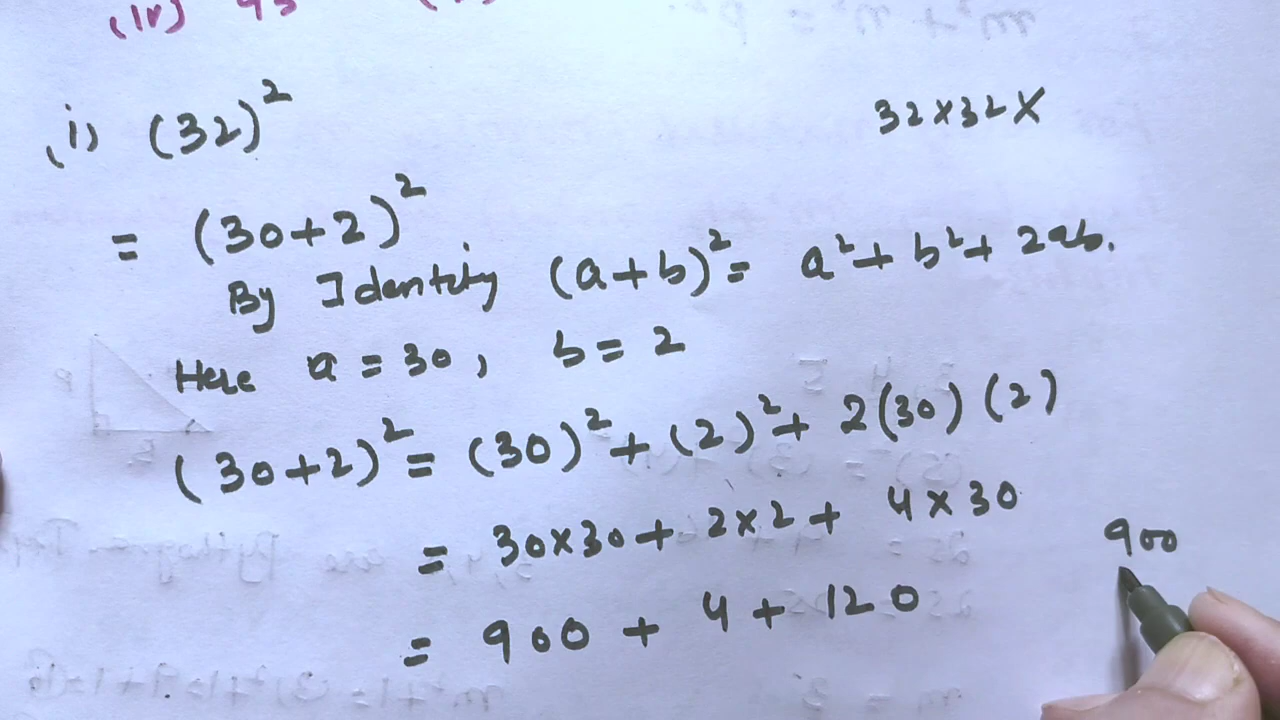 (iv) 
i) (32)² 32×32×
= (30+2)²
By Identity (a+b)² = a²+b²+2ab.
Here a=30, b=2
(30+2)² = (30)²+(2)²+2(30)(2)
= 30×30+2×2+4×30
900
= 900+4+120